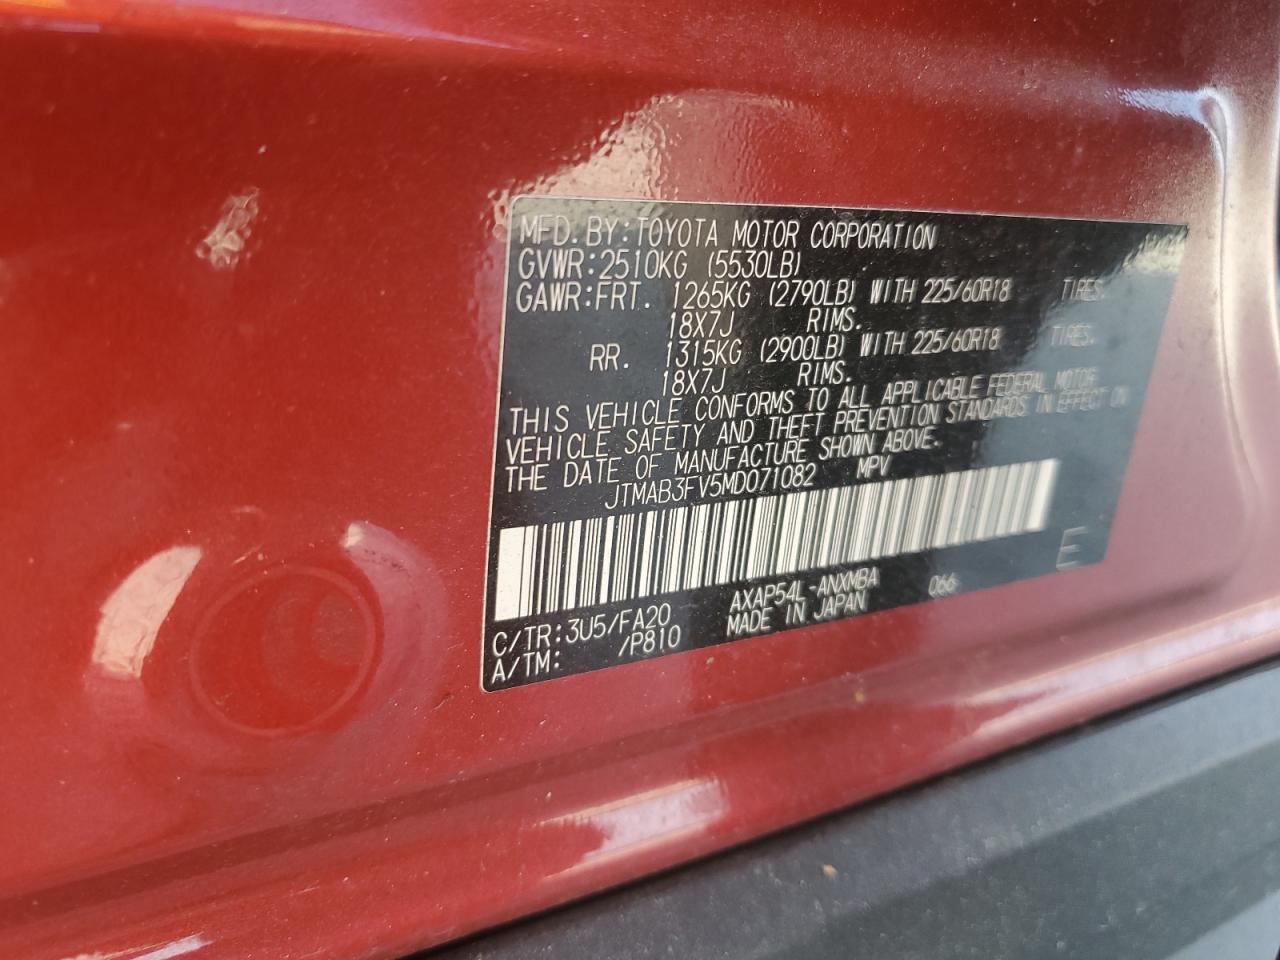 MFD. BY: TOYOTA MOTOR CORPORATION
GVWR: 2510KG (5530LB)
GAWR: FRT. 1265KG (2790LB) WITH 225/60R18 TIRES.
18X7J RIMS.
RR. 1315KG (2900LB) WITH 225/60R18 TIRES.
18X7J RIMS.
THIS VEHICLE CONFORMS TO ALL APPLICABLE FEDERAL MOTOR
VEHICLE SAFETY AND THEFT PREVENTION STANDARDS IN EFFECT ON
THE DATE OF MANUFACTURE SHOWN ABOVE.
JTMAB3FV5MD071082 MPV
E
AXAP54L-ANXMBA 066
C/TR: 3U5/FA20 MADE IN JAPAN
A/TM: /P810